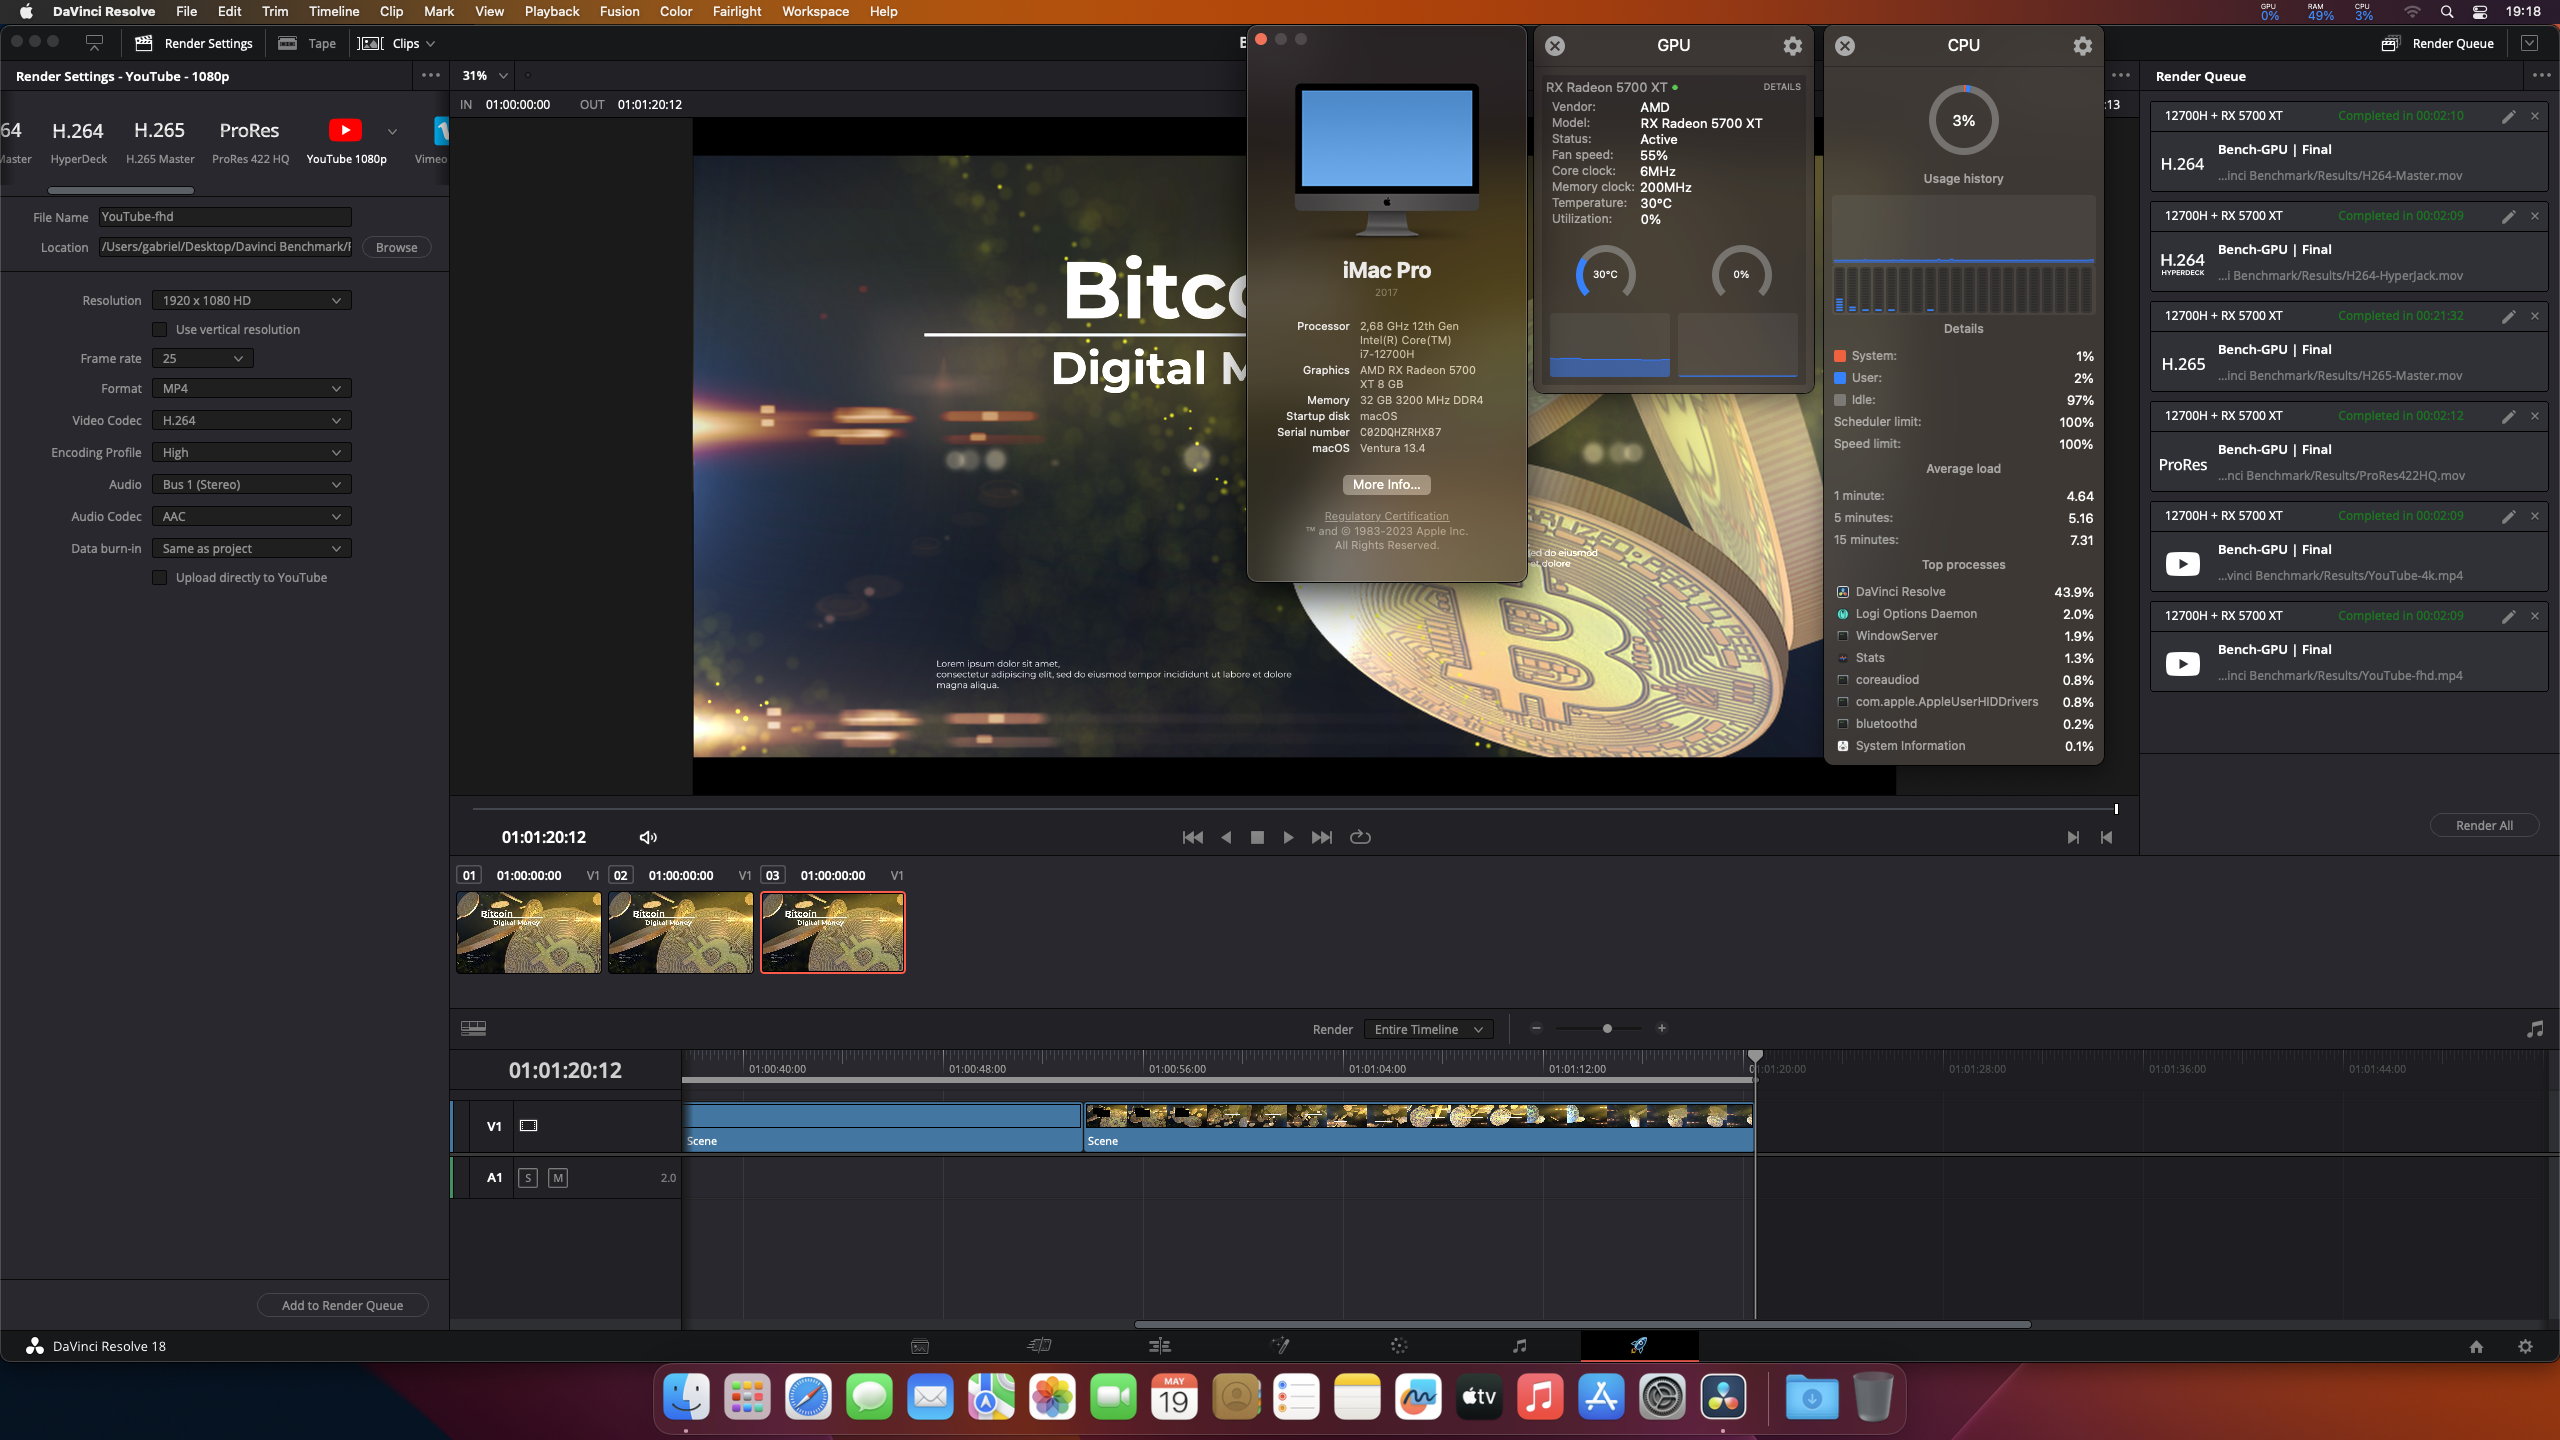 DaVinci Resolve File Edit Trim Timeline Clip Mark View Playback Fusion Color Fairlight Workspace Help
GPU 0% RAM 49% CPU 3% 19:18
Render Settings Tape Clips
Render Queue
Render Settings - YouTube - 1080p
31%
IN 01:00:00:00 OUT 01:01:20:12
:13
H.264 H.265 ProRes
HyperDeck H.265 Master ProRes 422 HQ YouTube 1080p Vimeo
File Name YouTube-fhd
Location /Users/gabriel/Desktop/Davinci Benchmark/ Browse
Resolution 1920 x 1080 HD
Use vertical resolution
Frame rate 25
Format MP4
Video Codec H.264
Encoding Profile High
Audio Bus 1 (Stereo)
Audio Codec AAC
Data burn-in Same as project
Upload directly to YouTube
Add to Render Queue
Bitc
Digital M
Lorem ipsum dolor sit amet,
consectetur adipiscing elit, sed do eiusmod tempor incididunt ut labore et dolore
magna aliqua.
iMac Pro
2017
Processor 2,68 GHz 12th Gen
Intel(R) Core(TM)
i7-12700H
Graphics AMD RX Radeon 5700
XT 8 GB
Memory 32 GB 3200 MHz DDR4
Startup disk macOS
Serial number C02DQHZRHX87
macOS Ventura 13.4
More Info...
Regulatory Certification
™ and © 1983-2023 Apple Inc.
All Rights Reserved.
ed do eiusmod
et dolore
GPU
RX Radeon 5700 XT DETAILS
Vendor: AMD
Model: RX Radeon 5700 XT
Status: Active
Fan speed: 55%
Core clock: 6MHz
Memory clock: 200MHz
Temperature: 30°C
Utilization: 0%
30°C 0%
CPU
3%
Usage history
Details
System: 1%
User: 2%
Idle: 97%
Scheduler limit: 100%
Speed limit: 100%
Average load
1 minute: 4.64
5 minutes: 5.16
15 minutes: 7.31
Top processes
DaVinci Resolve 43.9%
Logi Options Daemon 2.0%
WindowServer 1.9%
Stats 1.3%
coreaudiod 0.8%
com.apple.AppleUserHIDDrivers 0.8%
bluetoothd 0.2%
System Information 0.1%
Render Queue
12700H + RX 5700 XT Completed in 00:02:10
H.264 Bench-GPU | Final
...inci Benchmark/Results/H264-Master.mov
12700H + RX 5700 XT Completed in 00:02:09
H.264 HYPERDECK Bench-GPU | Final
...i Benchmark/Results/H264-HyperJack.mov
12700H + RX 5700 XT Completed in 00:21:32
H.265 Bench-GPU | Final
...inci Benchmark/Results/H265-Master.mov
12700H + RX 5700 XT Completed in 00:02:12
ProRes Bench-GPU | Final
...nci Benchmark/Results/ProRes422HQ.mov
12700H + RX 5700 XT Completed in 00:02:09
Bench-GPU | Final
...vinci Benchmark/Results/YouTube-4k.mp4
12700H + RX 5700 XT Completed in 00:02:09
Bench-GPU | Final
...inci Benchmark/Results/YouTube-fhd.mp4
Render All
01:01:20:12
01 01:00:00:00 V1 02 01:00:00:00 V1 03 01:00:00:00 V1
Bitcoin Bitcoin Bitcoin
Digital Money Digital Money Digital Money
Render Entire Timeline
01:01:20:12
01:00:40:00 01:00:48:00 01:00:56:00 01:01:04:00 01:01:12:00 01:01:20:00 01:01:28:00 01:01:36:00 01:01:44:00
V1
Scene Scene
A1 S M 2.0
DaVinci Resolve 18
MAY
19
tv